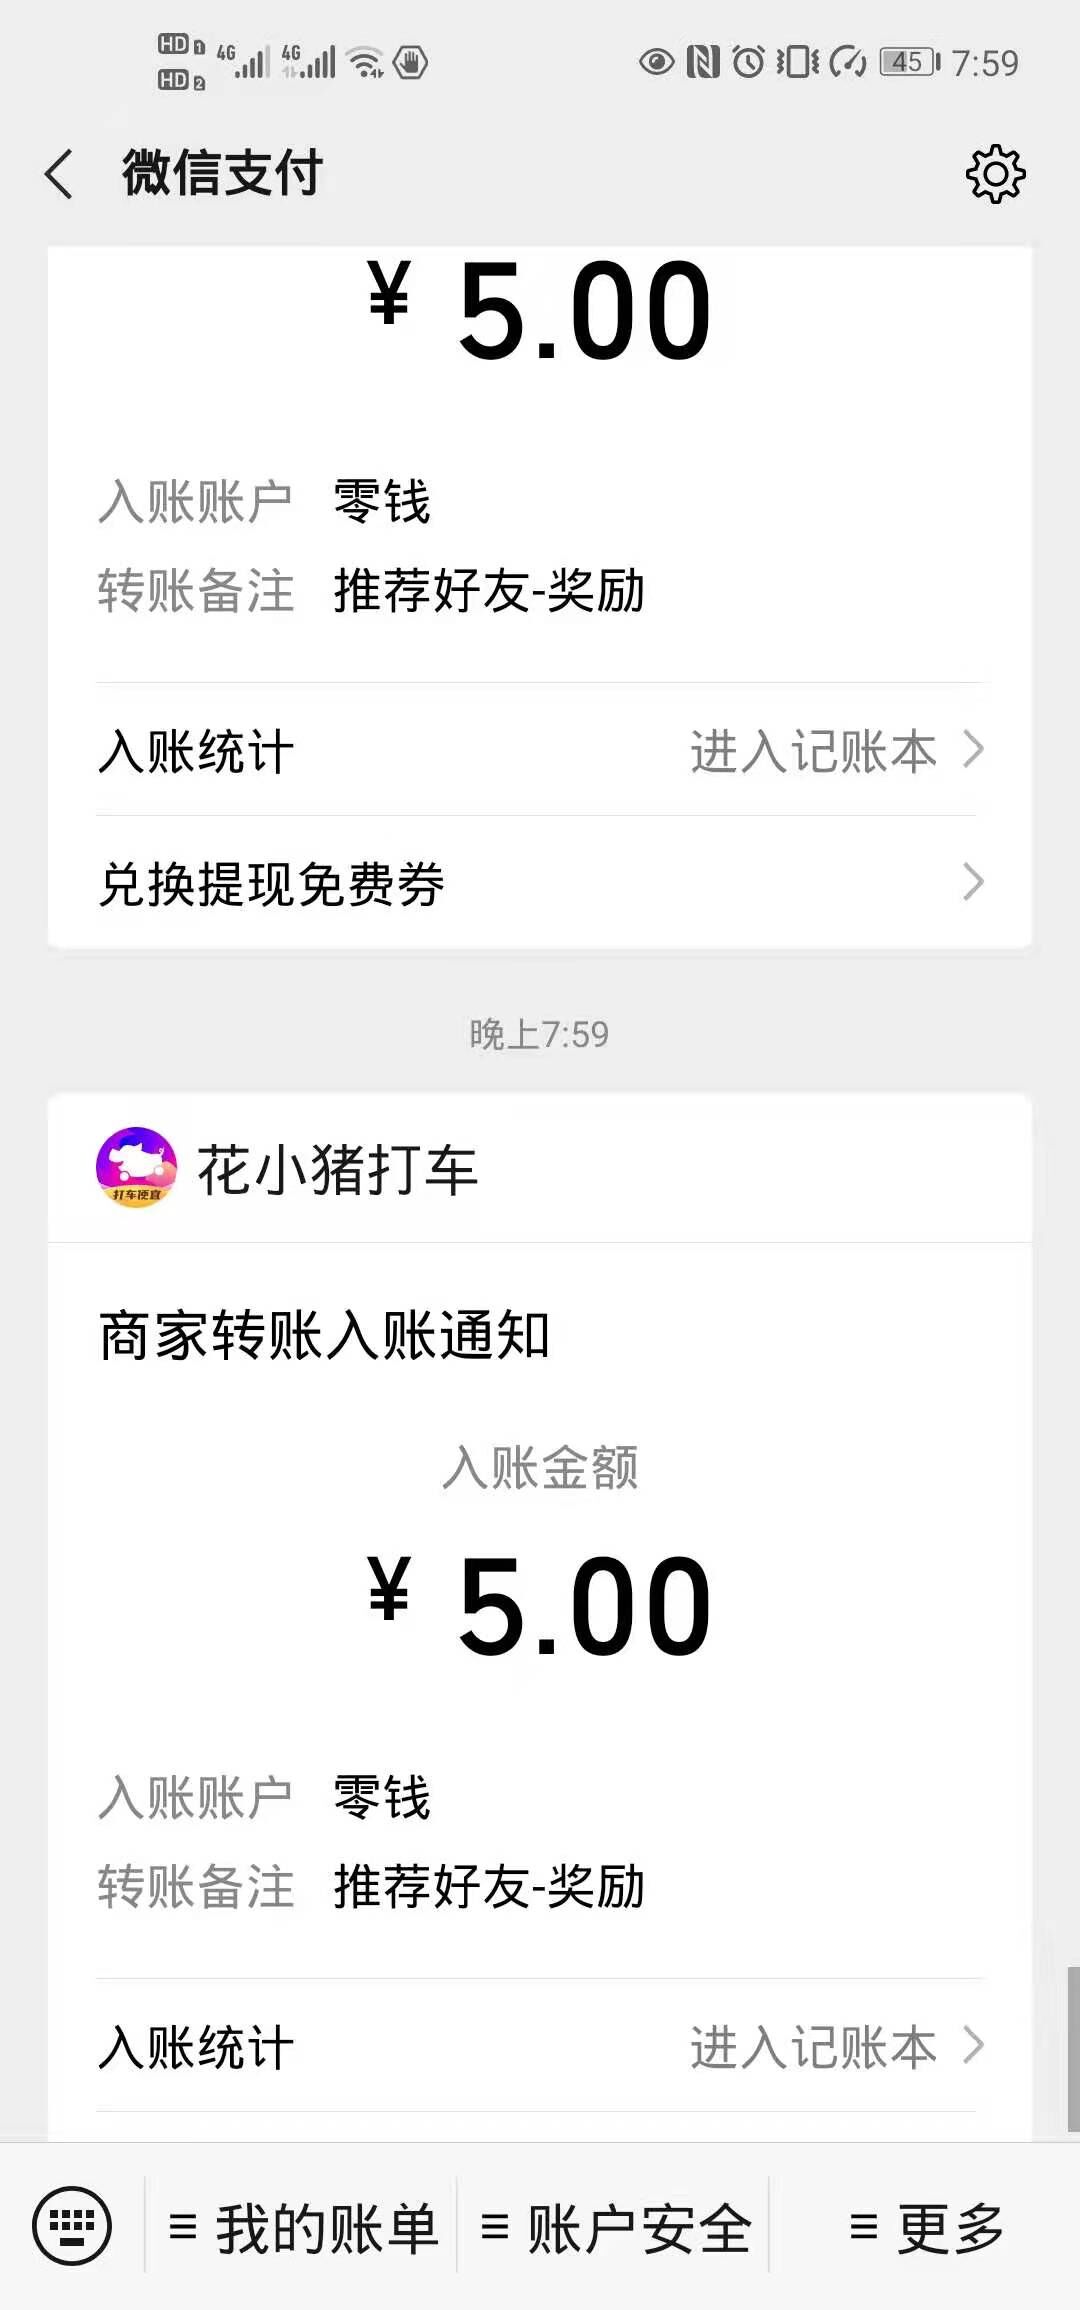 HD 1 4G 4G 45 7:59
HD 2
微信支付
¥ 5.00
入账账户 零钱
转账备注 推荐好友-奖励
入账统计 进入记账本
兑换提现免费券
晚上7:59
打车便宜
花小猪打车
商家转账入账通知
入账金额
¥ 5.00
入账账户 零钱
转账备注 推荐好友-奖励
入账统计 进入记账本
我的账单 账户安全 更多